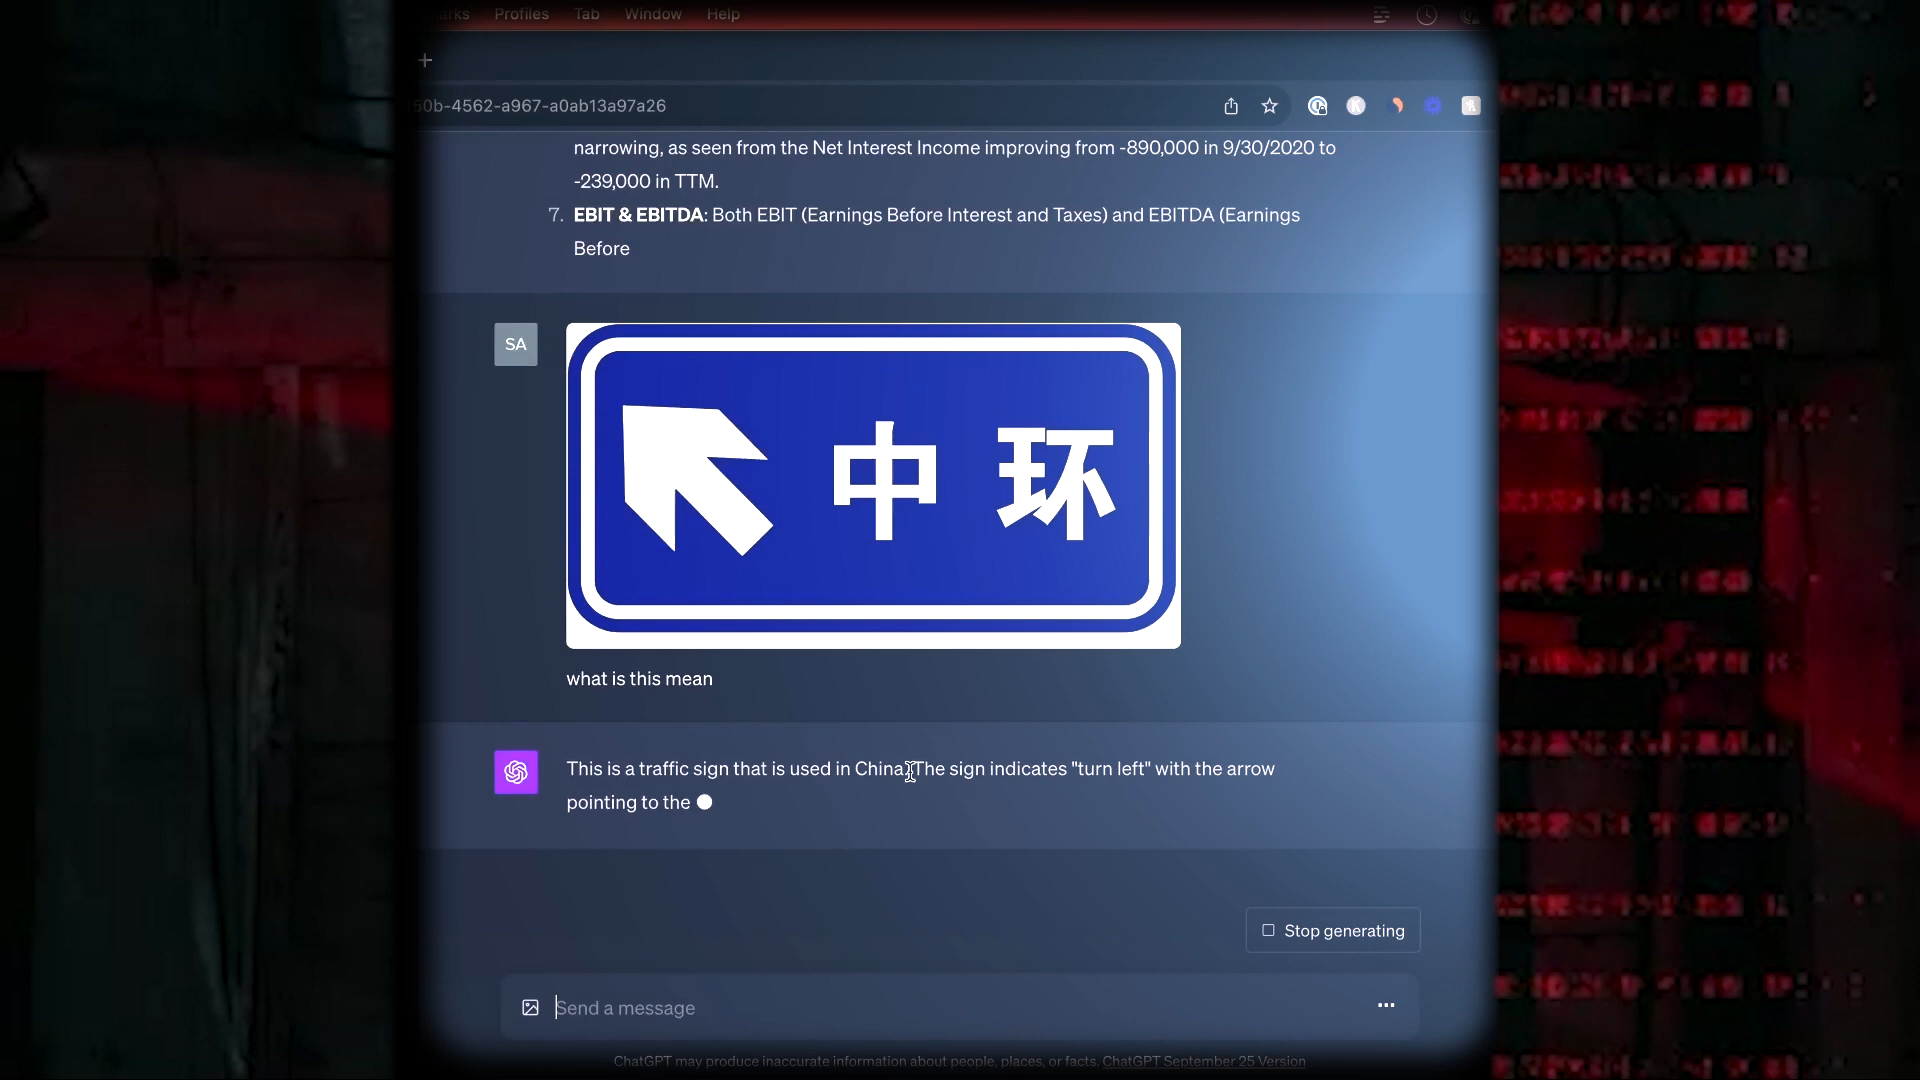 Profiles Tab Window Help
50b-4562-a967-a0ab13a97a26
narrowing, as seen from the Net Interest Income improving from -890,000 in 9/30/2020 to
-239,000 in TTM.
7. EBIT & EBITDA: Both EBIT (Earnings Before Interest and Taxes) and EBITDA (Earnings
Before
SA
中环
what is this mean
This is a traffic sign that is used in China. The sign indicates "turn left" with the arrow
pointing to the
Stop generating
Send a message
ChatGPT may produce inaccurate information about people, places, or facts. ChatGPT September 25 Version